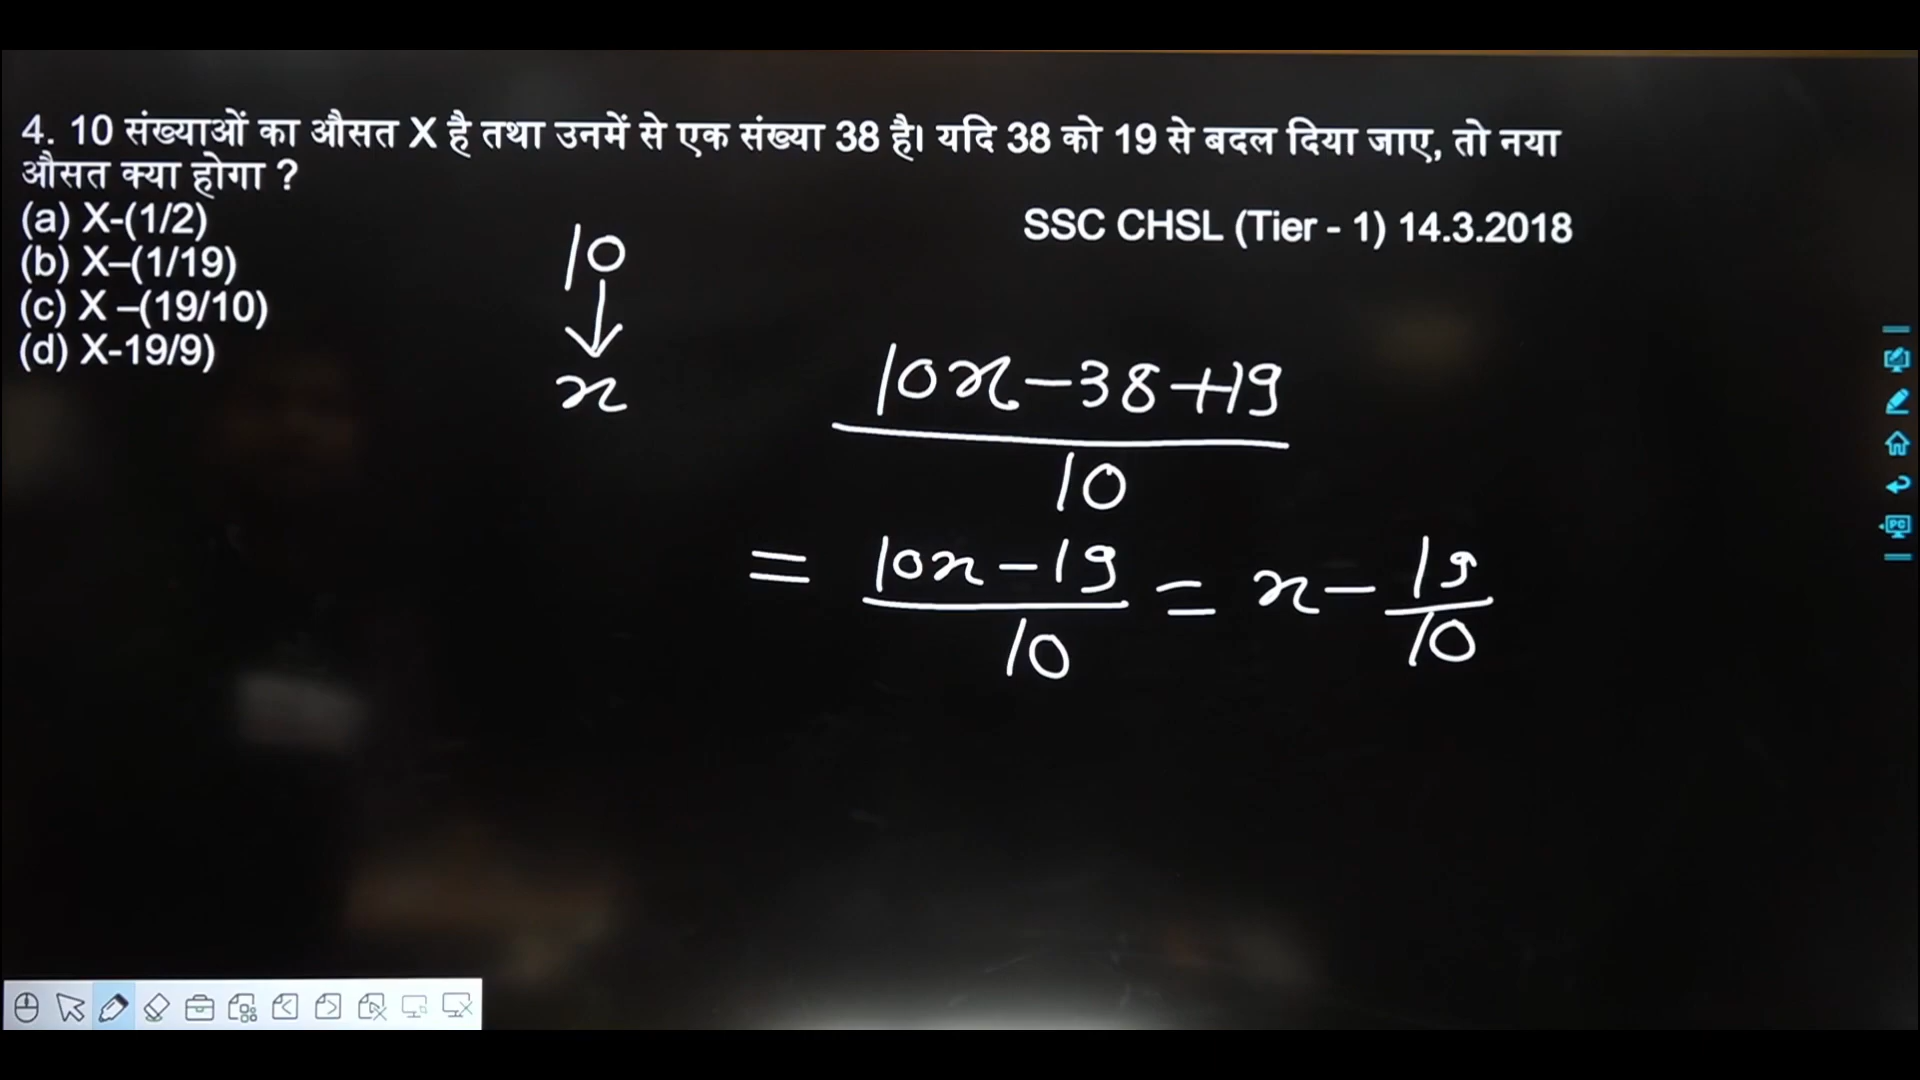 4. 10 संख्याओं का औसत X है तथा उनमें से एक संख्या 38 है। यदि 38 को 19 से बदल दिया जाए, तो नया
औसत क्या होगा ?
(a) X-(1/2)
SSC CHSL (Tier - 1) 14.3.2018
(b) X–(1/19)
(c) X –(19/10)
(d) X-19/9)
10
↓
x
10x-38+19
10
= 10x-19 = x- 19
10 10
PC